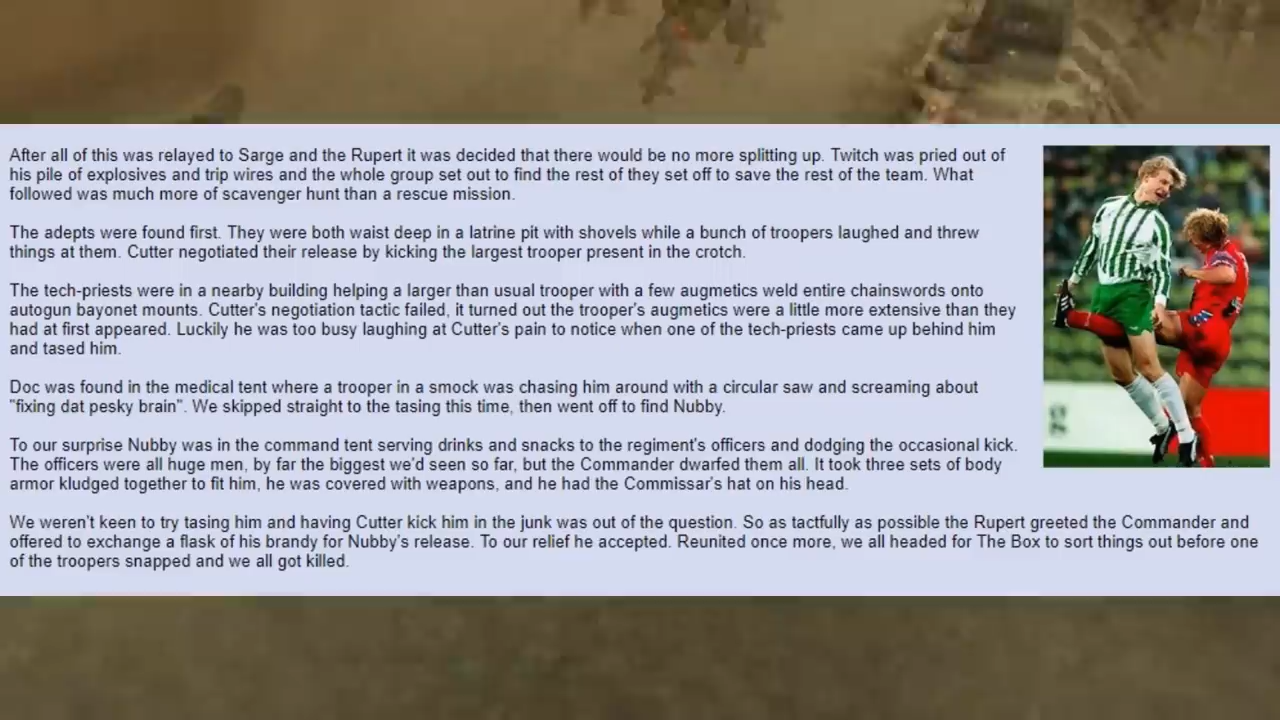 After all of this was relayed to Sarge and the Rupert it was decided that there would be no more splitting up. Twitch was pried out of
his pile of explosives and trip wires and the whole group set out to find the rest of they set off to save the rest of the team. What
followed was much more of scavenger hunt than a rescue mission.
The adepts were found first. They were both waist deep in a latrine pit with shovels while a bunch of troopers laughed and threw
things at them. Cutter negotiated their release by kicking the largest trooper present in the crotch.
The tech-priests were in a nearby building helping a larger than usual trooper with a few augmetics weld entire chainswords onto
autogun bayonet mounts. Cutter's negotiation tactic failed, it turned out the trooper's augmetics were a little more extensive than they
had at first appeared. Luckily he was too busy laughing at Cutter's pain to notice when one of the tech-priests came up behind him
and tased him.
Doc was found in the medical tent where a trooper in a smock was chasing him around with a circular saw and screaming about
"fixing dat pesky brain". We skipped straight to the tasing this time, then went off to find Nubby.
To our surprise Nubby was in the command tent serving drinks and snacks to the regiment's officers and dodging the occasional kick.
The officers were all huge men, by far the biggest we'd seen so far, but the Commander dwarfed them all. It took three sets of body
armor kludged together to fit him, he was covered with weapons, and he had the Commissar's hat on his head.
We weren't keen to try tasing him and having Cutter kick him in the junk was out of the question. So as tactfully as possible the Rupert greeted the Commander and
offered to exchange a flask of his brandy for Nubby's release. To our relief he accepted. Reunited once more, we all headed for The Box to sort things out before one
of the troopers snapped and we all got killed.